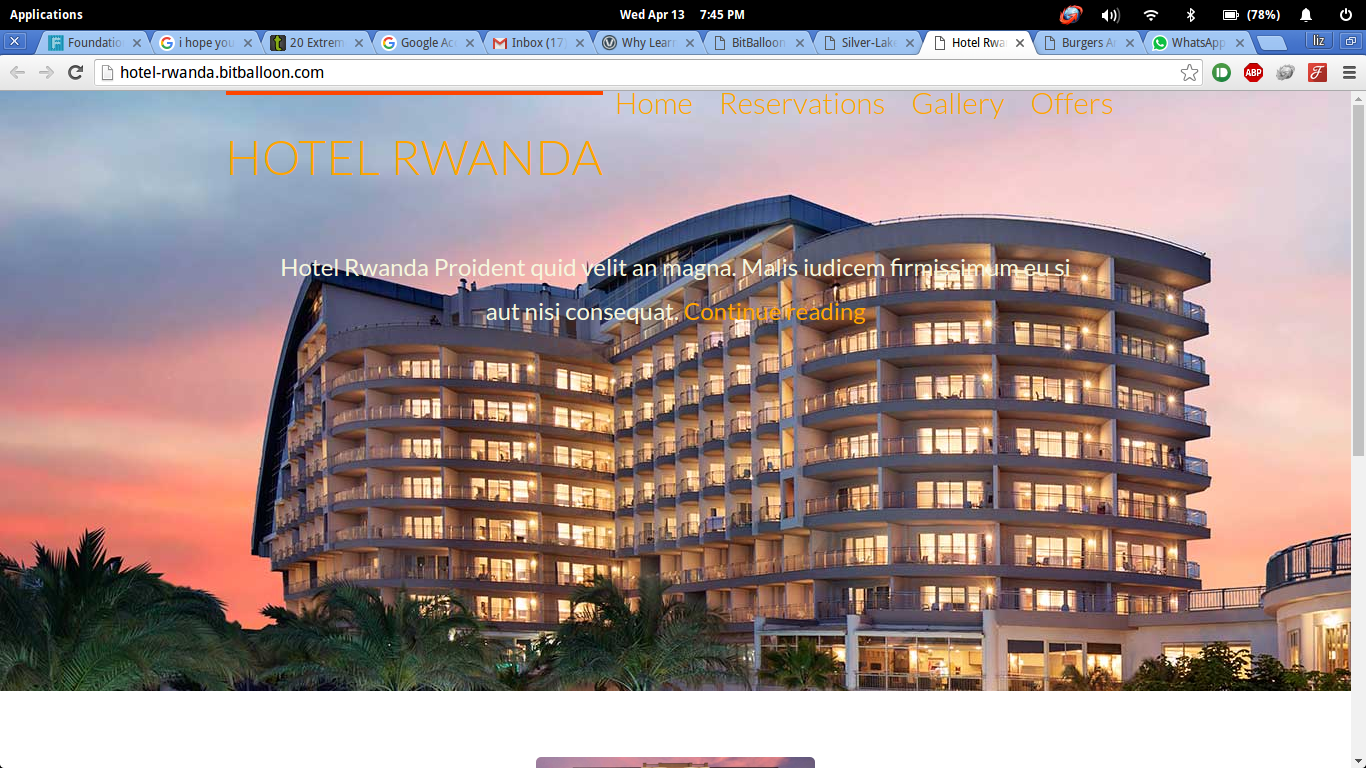 Applications
Wed Apr 13 7:45 PM
(78%)
Foundatio
i hope you
20 Extrem
Google Ac
Inbox (17
Why Lear
BitBalloon
Silver-Lak
Hotel Rwa
Burgers A
WhatsApp
liz
hotel-rwanda.bitballoon.com
ABP
Home Reservations Gallery Offers
HOTEL RWANDA
Hotel Rwanda Proident quid velit an magna. Malis iudicem firmissimum eu si
aut nisi consequat. Continue reading